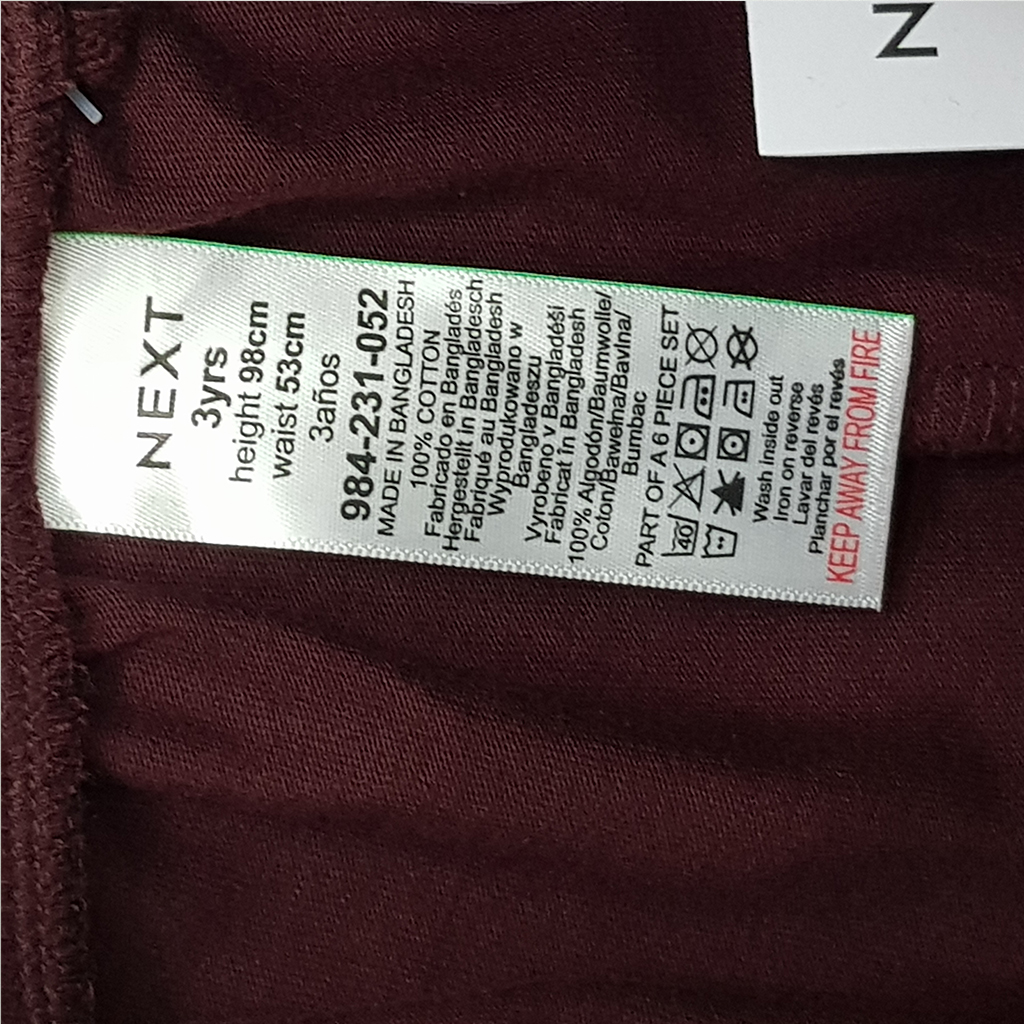 NEXT
3yrs
height 98cm
waist 53cm
3años
984-231-052
MADE IN BANGLADESH
100% COTTON
Fabricado en Bangladés
Hergestellt in Bangladesch
Fabriqué au Bangladesh
Wyprodukowano w
Bangladeszu
Vyrobeno v Bangladéši
Fabricat în Bangladesh
100% Algodón/Baumwolle/
Coton/Bawełna/Bavlna/
Bumbac
PART OF A 6 PIECE SET
40
Wash inside out
Iron on reverse
Lavar del revés
Planchar por el revés
KEEP AWAY FROM FIRE
N